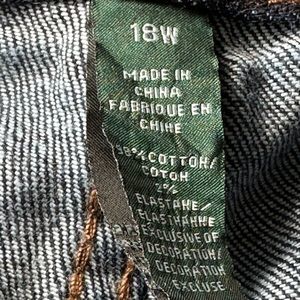 18W
MADE IN
CHINA
FABRIQUE EN
CHINE
98% COTTON/
COTON
2%
ELASTANE/
ELASTHANNE
EXCLUSIVE OF
DECORATION/
DECORATION
EXCLUSE